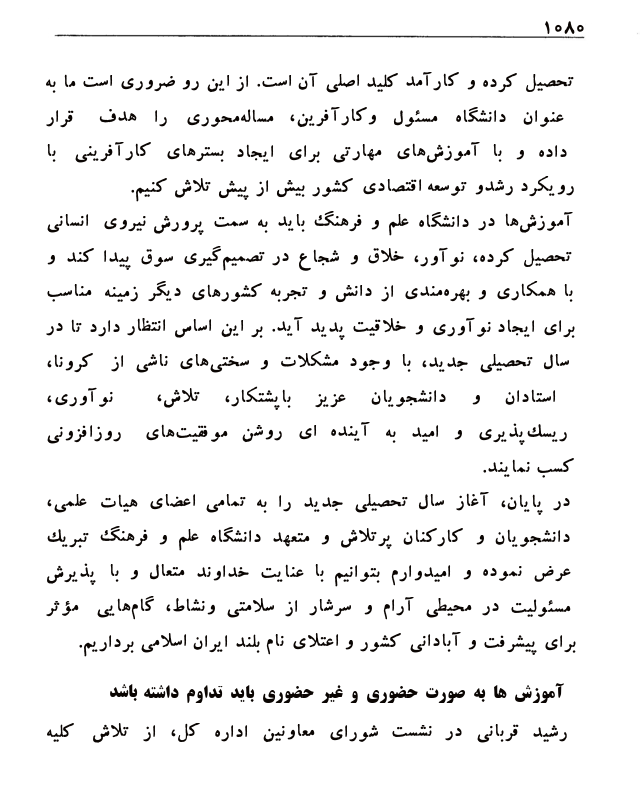 ۱۰۸۰
تحصیل کرده و کارآمد کلید اصلی آن است. از این رو ضروری است ما به
عنوان دانشگاه مسئول وکارآفرین، مساله‌محوری را هدف قرار
داده و با آموزش‌های مهارتی برای ایجاد بسترهای کارآفرینی با
رویکرد رشدو توسعه اقتصادی کشور بیش از پیش تلاش کنیم.
آموزش‌ها در دانشگاه علم و فرهنگ باید به سمت پرورش نیروی انسانی
تحصیل کرده، نوآور، خلاق و شجاع در تصمیم‌گیری سوق پیدا کند و
با همکاری و بهره‌مندی از دانش و تجربه کشورهای دیگر زمینه مناسب
برای ایجاد نوآوری و خلاقیت پدید آید. بر این اساس انتظار دارد تا در
سال تحصیلی جدید، با وجود مشکلات و سختی‌های ناشی از کرونا،
استادان و دانشجویان عزیز باپشتکار، تلاش، نوآوری،
ریسک‌پذیری و امید به آینده ای روشن موفقیت‌های روزافزونی
کسب نمایند.
در پایان، آغاز سال تحصیلی جدید را به تمامی اعضای هیات علمی،
دانشجویان و کارکنان پرتلاش و متعهد دانشگاه علم و فرهنگ تبریک
عرض نموده و امیدوارم بتوانیم با عنایت خداوند متعال و با پذیرش
مسئولیت در محیطی آرام و سرشار از سلامتی ونشاط، گام‌هایی مؤثر
برای پیشرفت و آبادانی کشور و اعتلای نام بلند ایران اسلامی برداریم.
آموزش ها به صورت حضوری و غیر حضوری باید تداوم داشته باشد
رشید قربانی در نشست شورای معاونین اداره کل، از تلاش کلیه